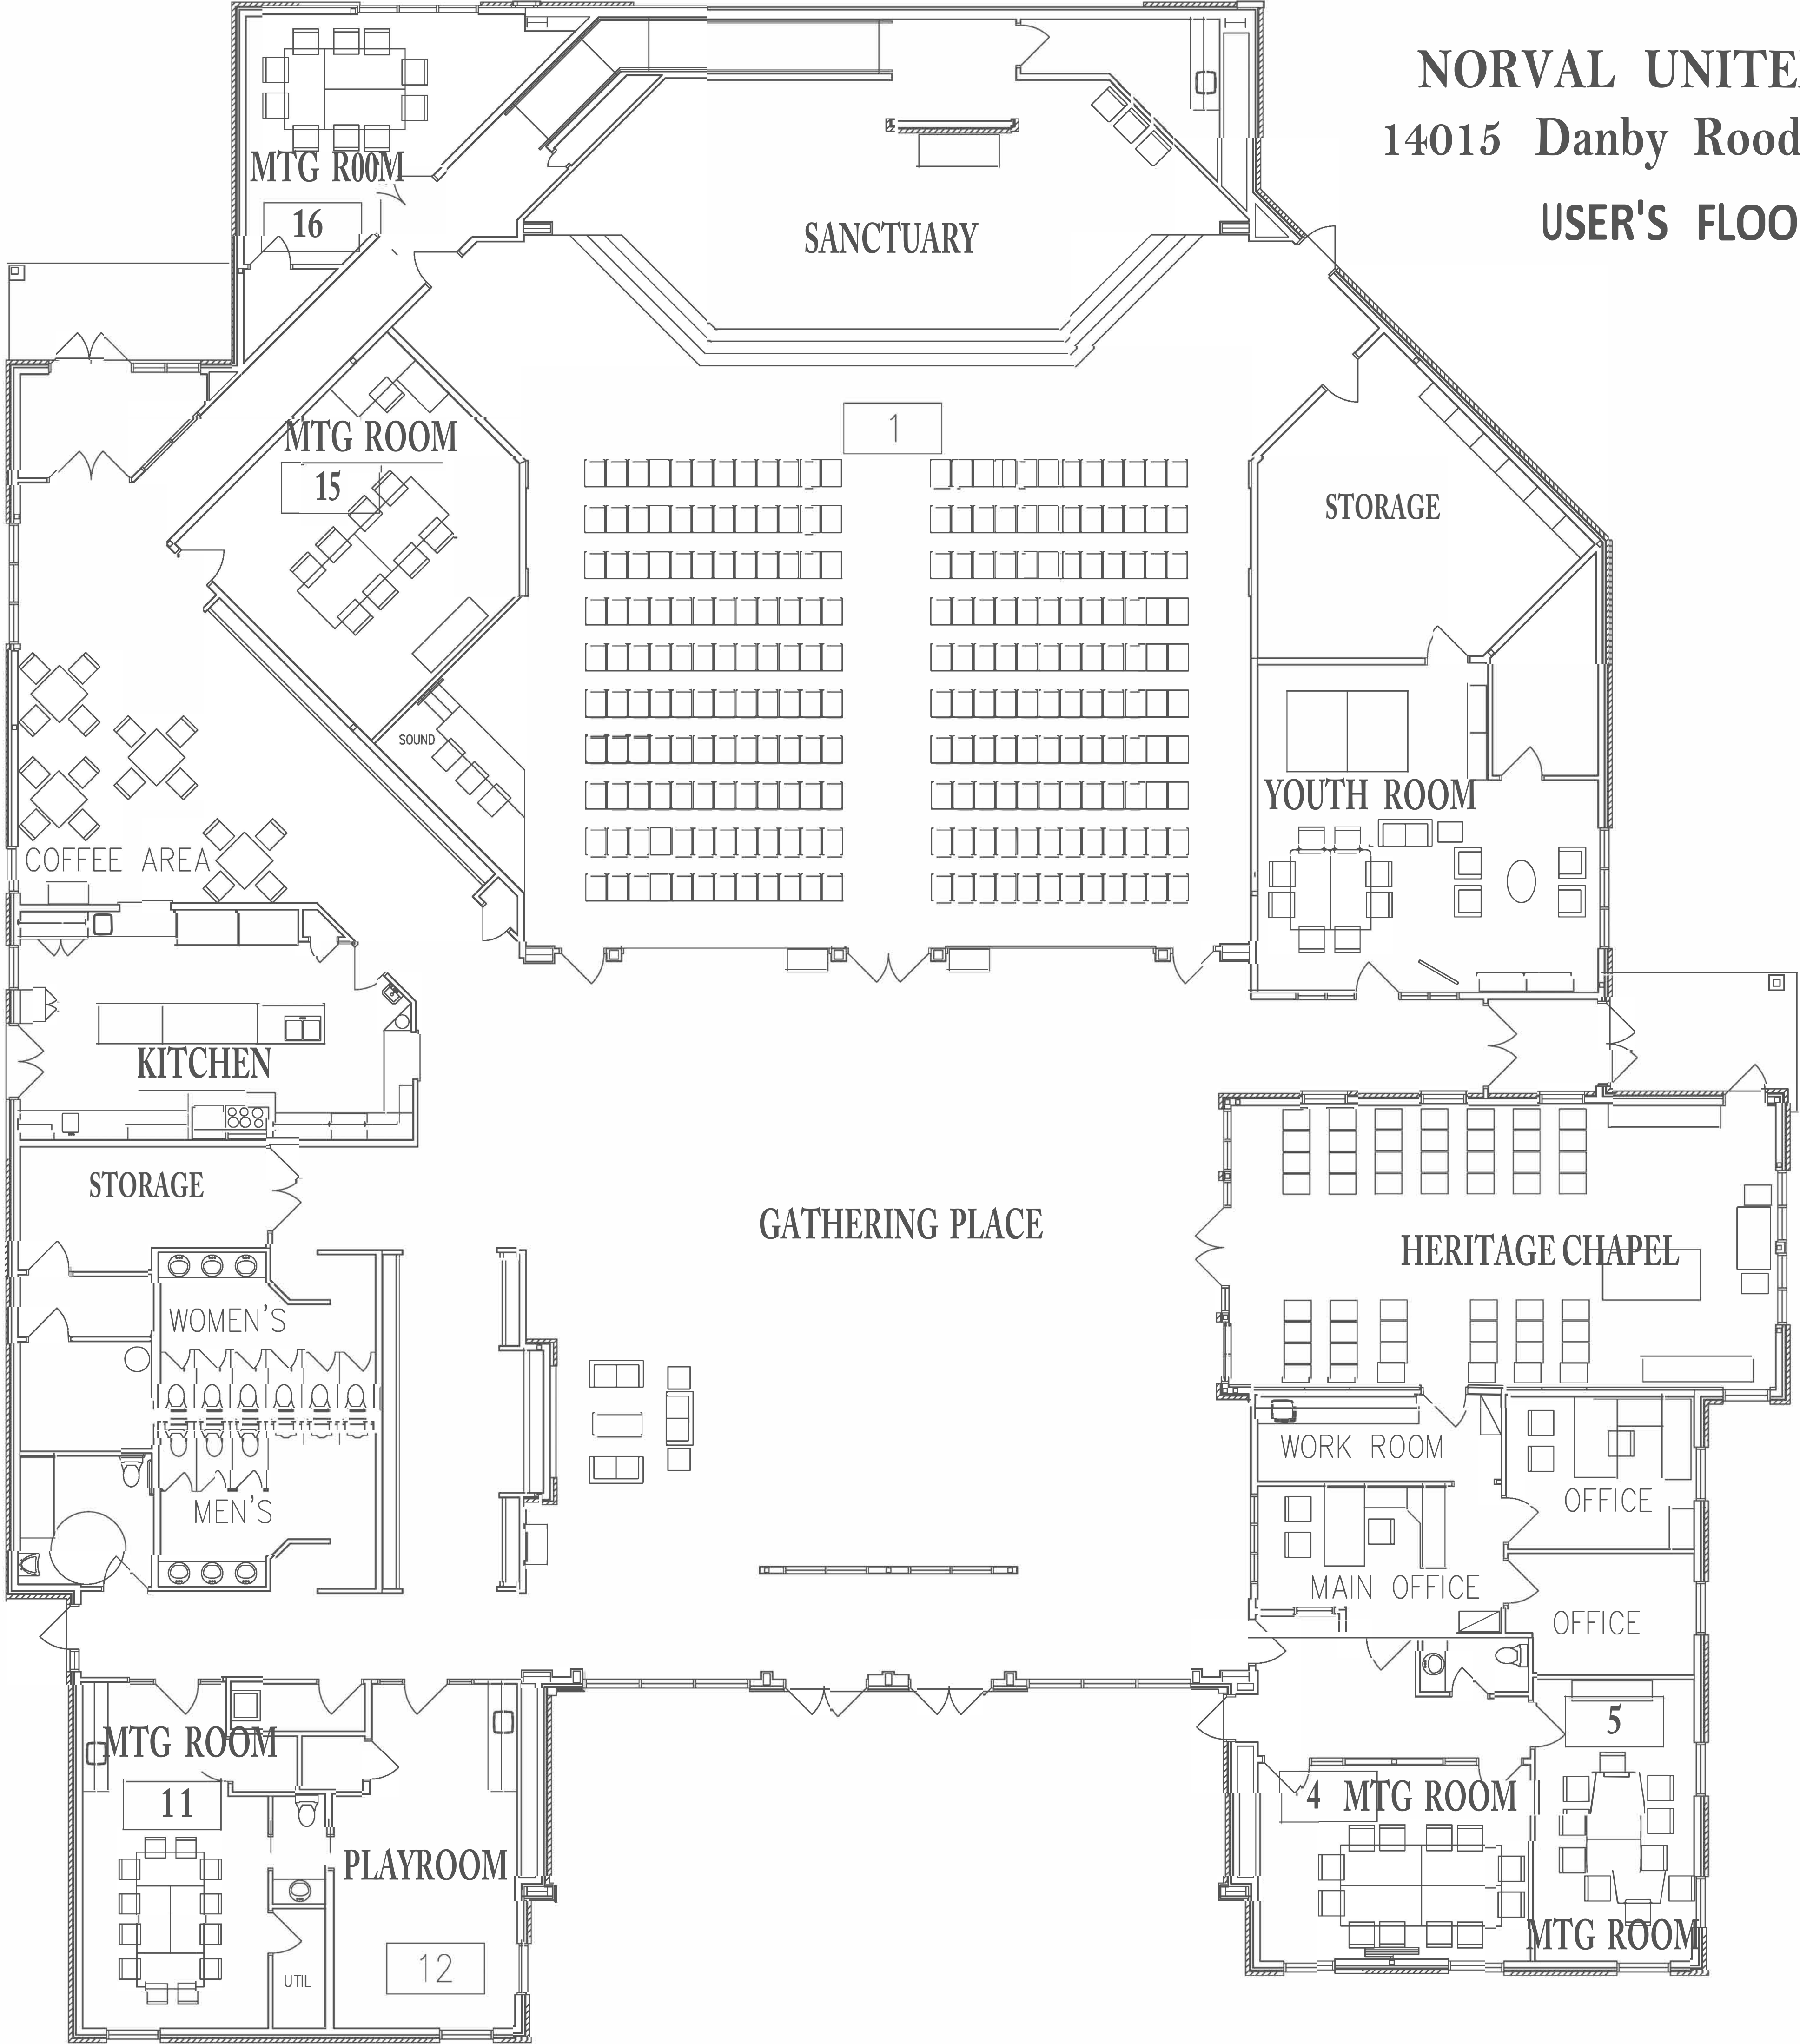 NORVAL UNITE
14015 Danby Rood
USER'S FLOO
MTG R00M
16
SANCTUARY
1
MTG ROOM
15
STORAGE
SOUND
YOUTH ROOM
COFFEE AREA
KITCHEN
STORAGE
GATHERING PLACE
HERITAGE CHAPEL
WOMEN'S
WORK ROOM
OFFICE
MEN'S
MAIN OFFICE
OFFICE
MTG ROOM
11
5
4 MTG ROOM
PLAYROOM
MTG ROOM
12
UTIL